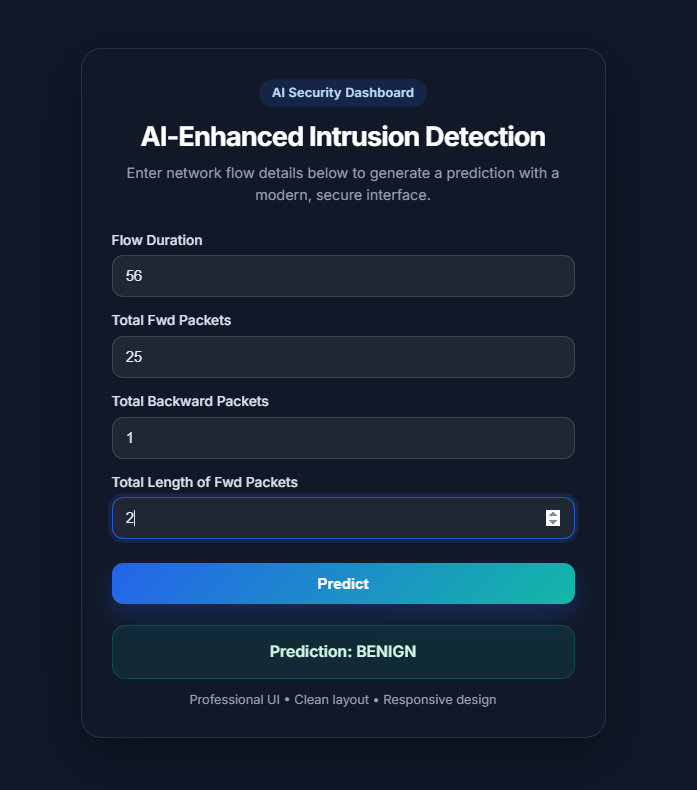 AI Security Dashboard
AI-Enhanced Intrusion Detection
Enter network flow details below to generate a prediction with a
modern, secure interface.
Flow Duration
56
Total Fwd Packets
25
Total Backward Packets
1
Total Length of Fwd Packets
2
Predict
Prediction: BENIGN
Professional UI • Clean layout • Responsive design